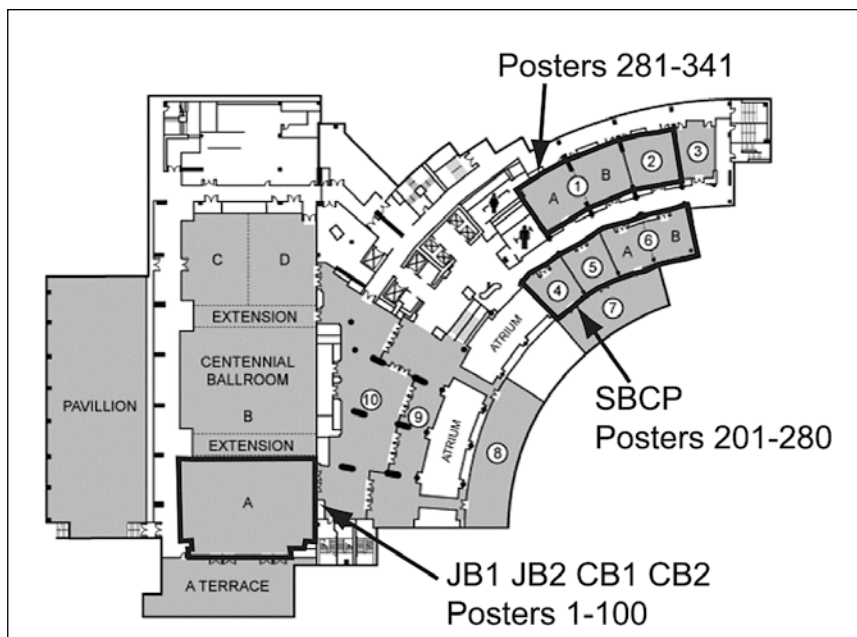 Posters 281-341
1
A
B
2
3
4
5
A
6
B
7
C
D
EXTENSION
CENTENNIAL
BALLROOM
B
EXTENSION
PAVILLION
A
A TERRACE
10
9
ATRIUM
ATRIUM
8
SBCP
Posters 201-280
JB1 JB2 CB1 CB2
Posters 1-100